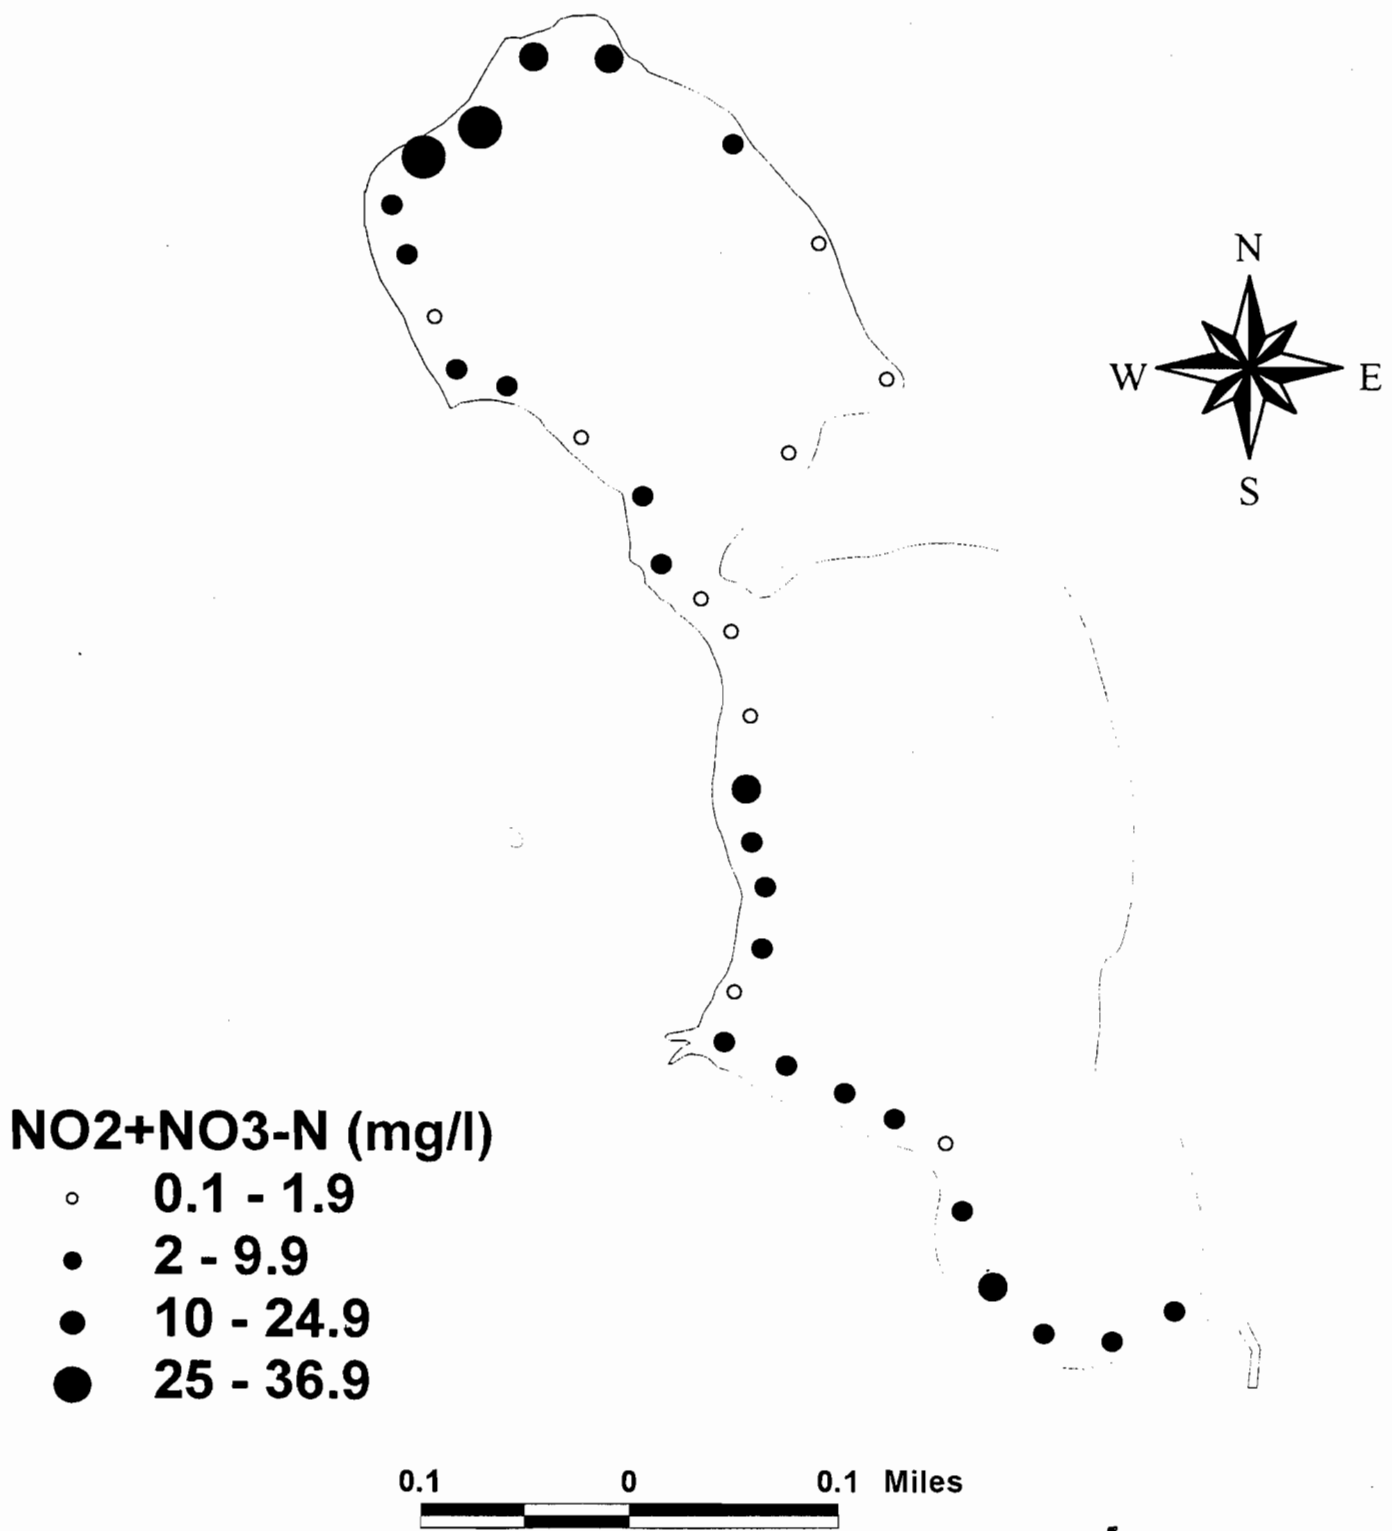 N
W E
S
NO2+NO3-N (mg/l)
0.1 - 1.9
2 - 9.9
10 - 24.9
25 - 36.9
0.1 0 0.1 Miles